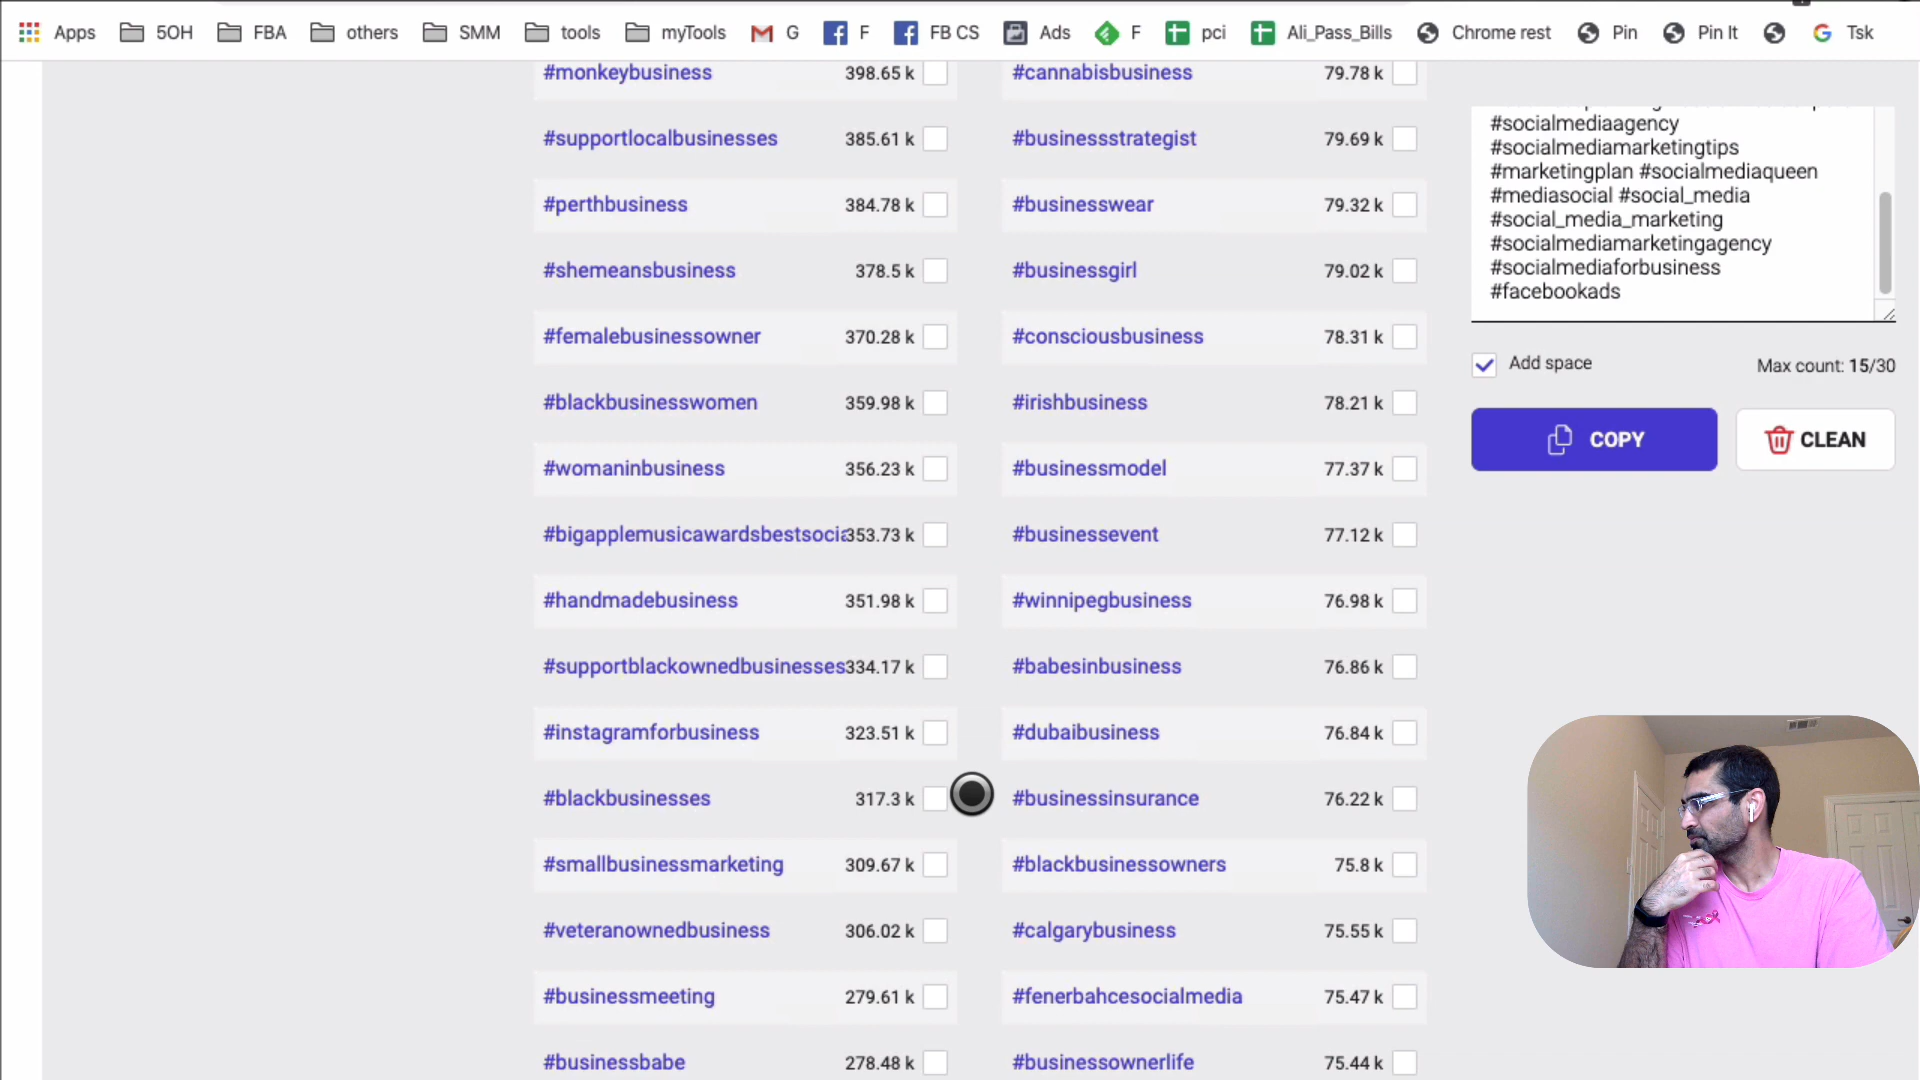 Apps 5OH FBA others SMM tools myTools G F FB CS Ads F pci Ali_Pass_Bills Chrome rest Pin Pin It Tsk
#monkeybusiness 398.65 k
#supportlocalbusinesses 385.61 k
#perthbusiness 384.78 k
#shemeansbusiness 378.5 k
#femalebusinessowner 370.28 k
#blackbusinesswomen 359.98 k
#womaninbusiness 356.23 k
#bigapplemusicawardsbestsocia 353.73 k
#handmadebusiness 351.98 k
#supportblackownedbusinesses 334.17 k
#instagramforbusiness 323.51 k
#blackbusinesses 317.3 k
#smallbusinessmarketing 309.67 k
#veteranownedbusiness 306.02 k
#businessmeeting 279.61 k
#businessbabe 278.48 k
#cannabisbusiness 79.78 k
#businessstrategist 79.69 k
#businesswear 79.32 k
#businessgirl 79.02 k
#consciousbusiness 78.31 k
#irishbusiness 78.21 k
#businessmodel 77.37 k
#businessevent 77.12 k
#winnipegbusiness 76.98 k
#babesinbusiness 76.86 k
#dubaibusiness 76.84 k
#businessinsurance 76.22 k
#blackbusinessowners 75.8 k
#calgarybusiness 75.55 k
#fenerbahcesocialmedia 75.47 k
#businessownerlife 75.44 k
#socialmediaagency
#socialmediamarketingtips
#marketingplan #socialmediaqueen
#mediasocial #social_media
#social_media_marketing
#socialmediamarketingagency
#socialmediaforbusiness
#facebookads
Add space Max count: 15/30
COPY CLEAN